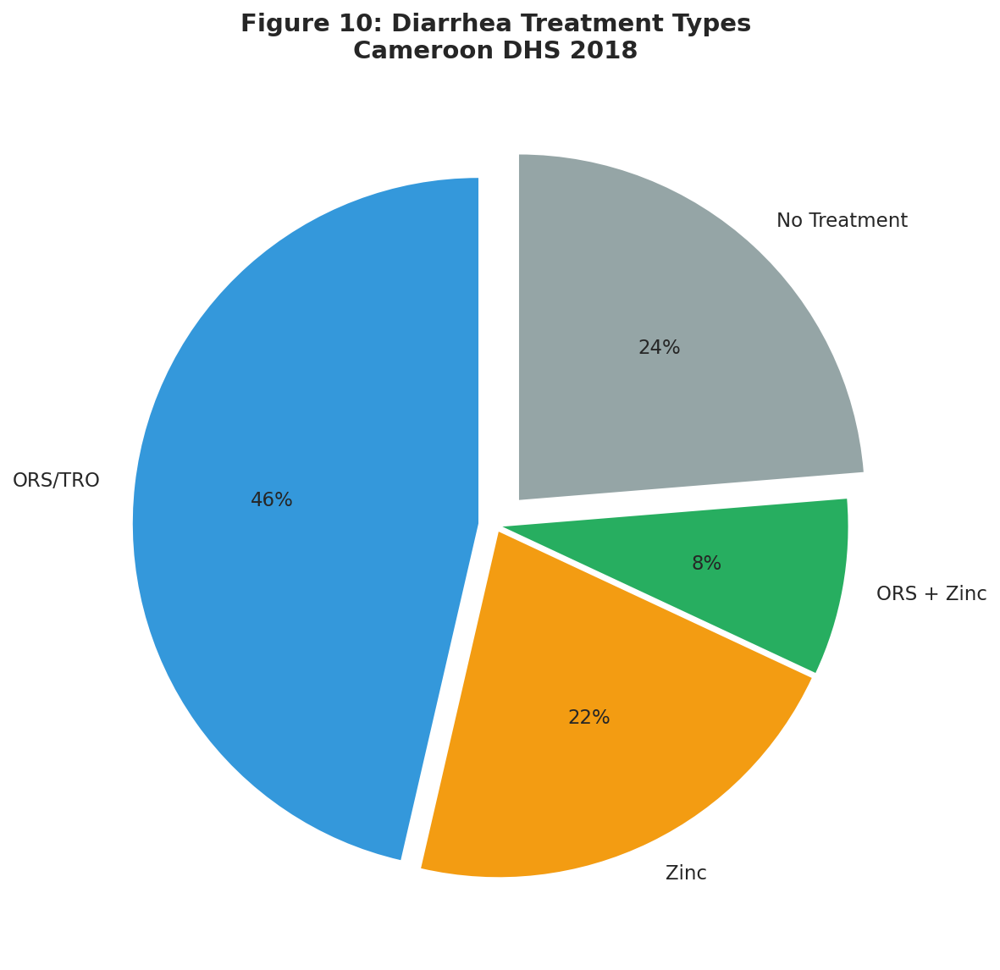 Figure 10: Diarrhea Treatment Types
Cameroon DHS 2018
No Treatment
24%
ORS/TRO
46%
8%
ORS + Zinc
22%
Zinc